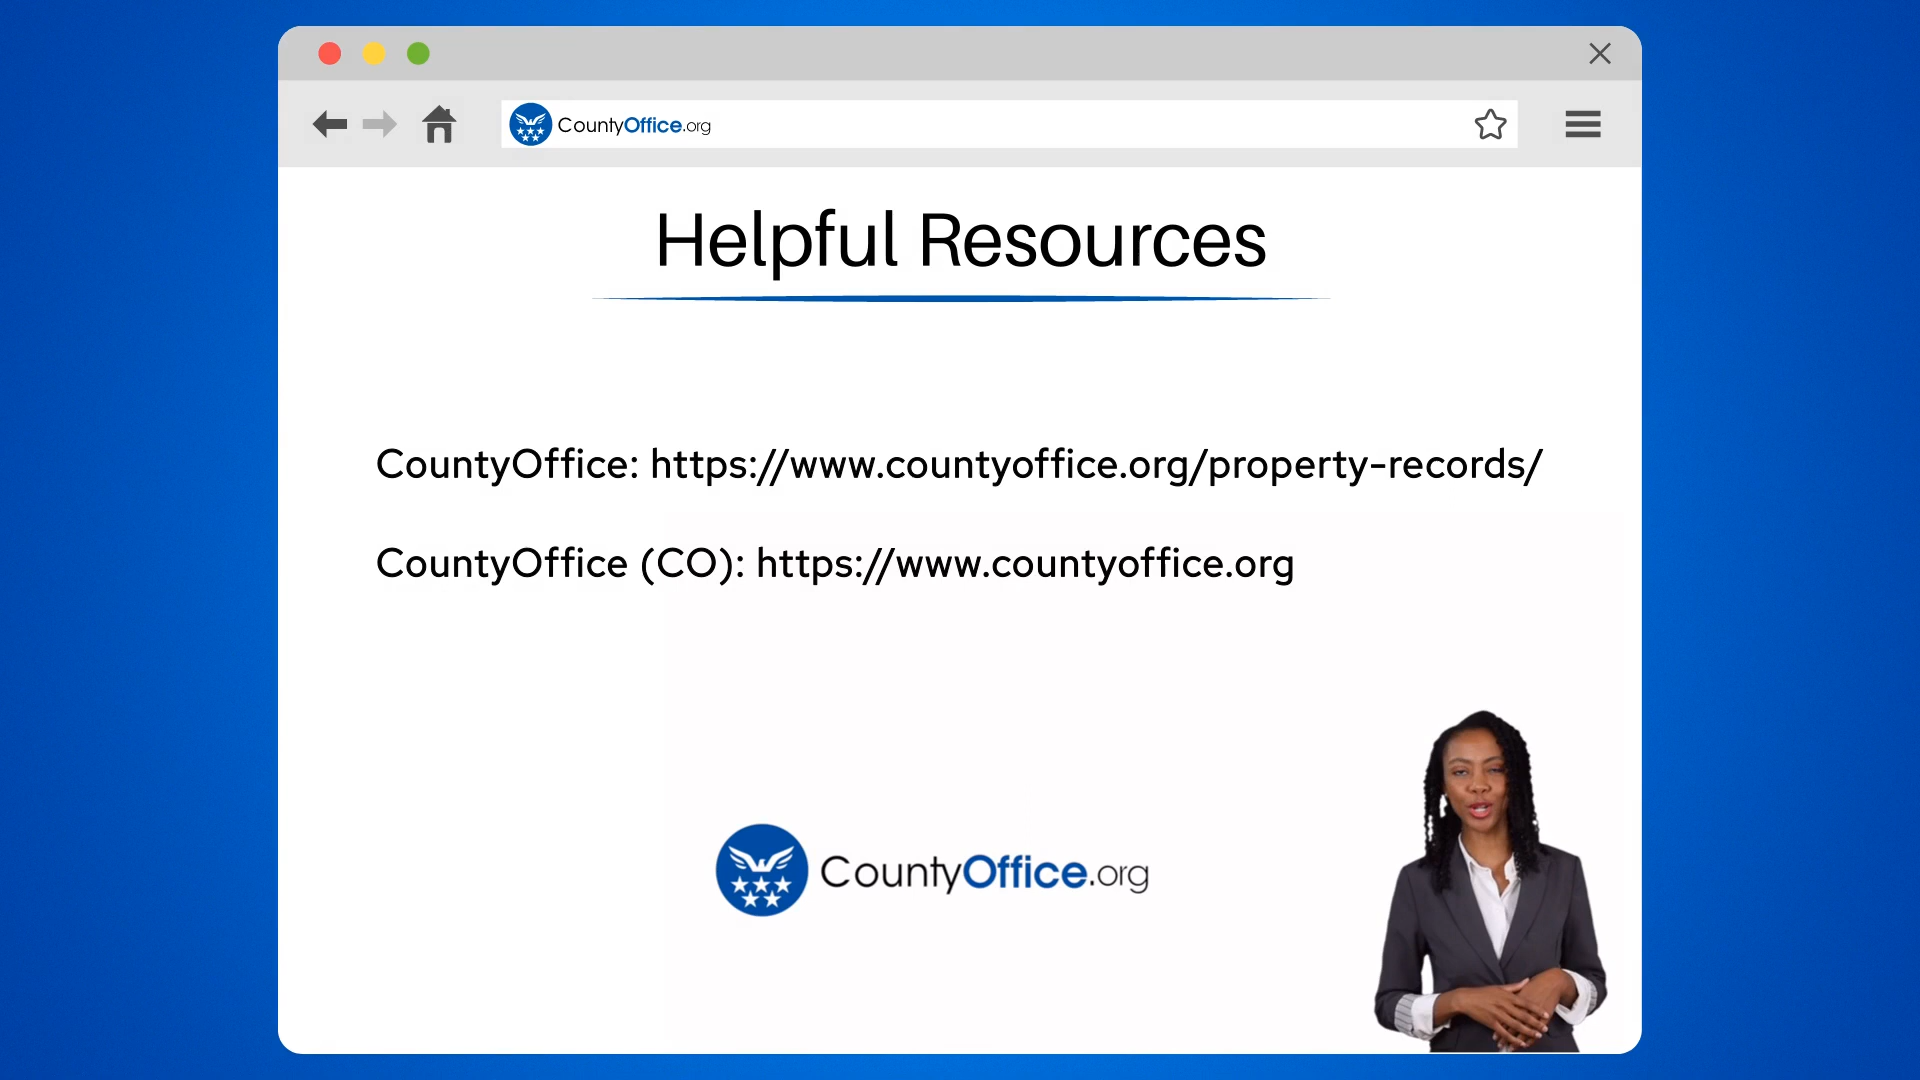 CountyOffice.org
Helpful Resources
CountyOffice: https://www.countyoffice.org/property-records/
CountyOffice (CO): https://www.countyoffice.org
CountyOffice.org